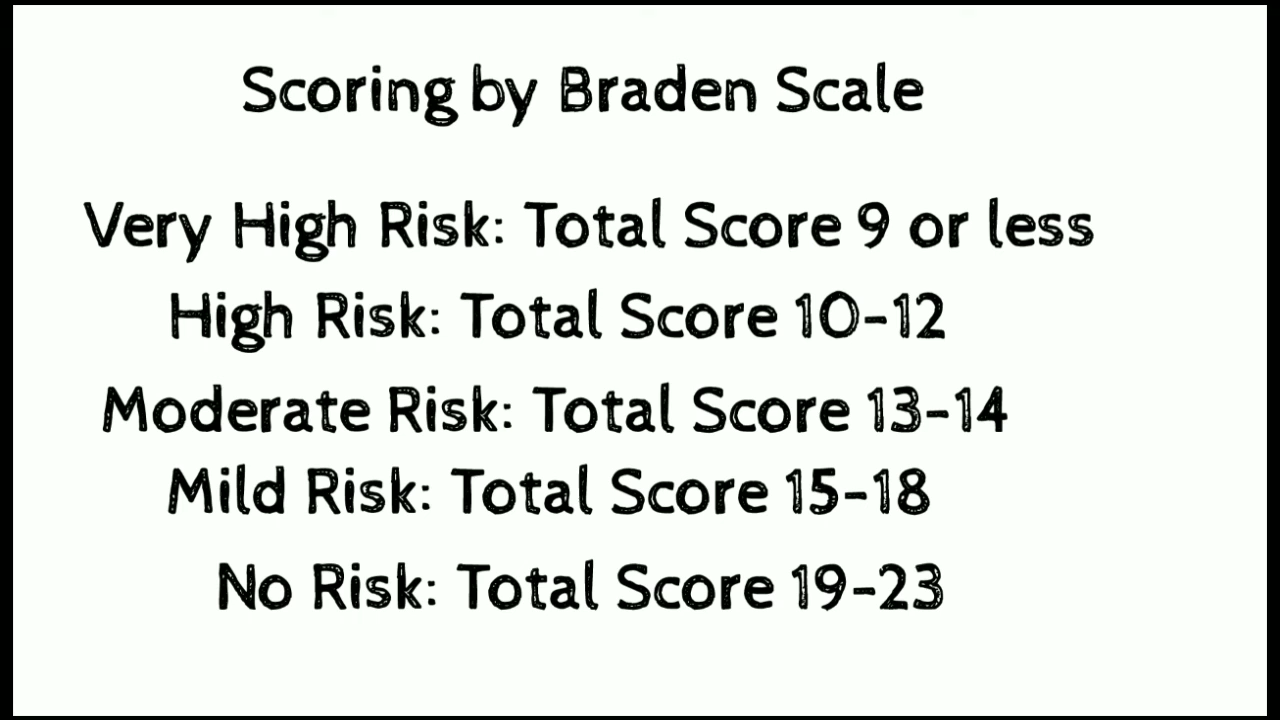 Scoring by Braden Scale
Very High Risk: Total Score 9 or less
High Risk: Total Score 10-12
Moderate Risk: Total Score 13-14
Mild Risk: Total Score 15-18
No Risk: Total Score 19-23